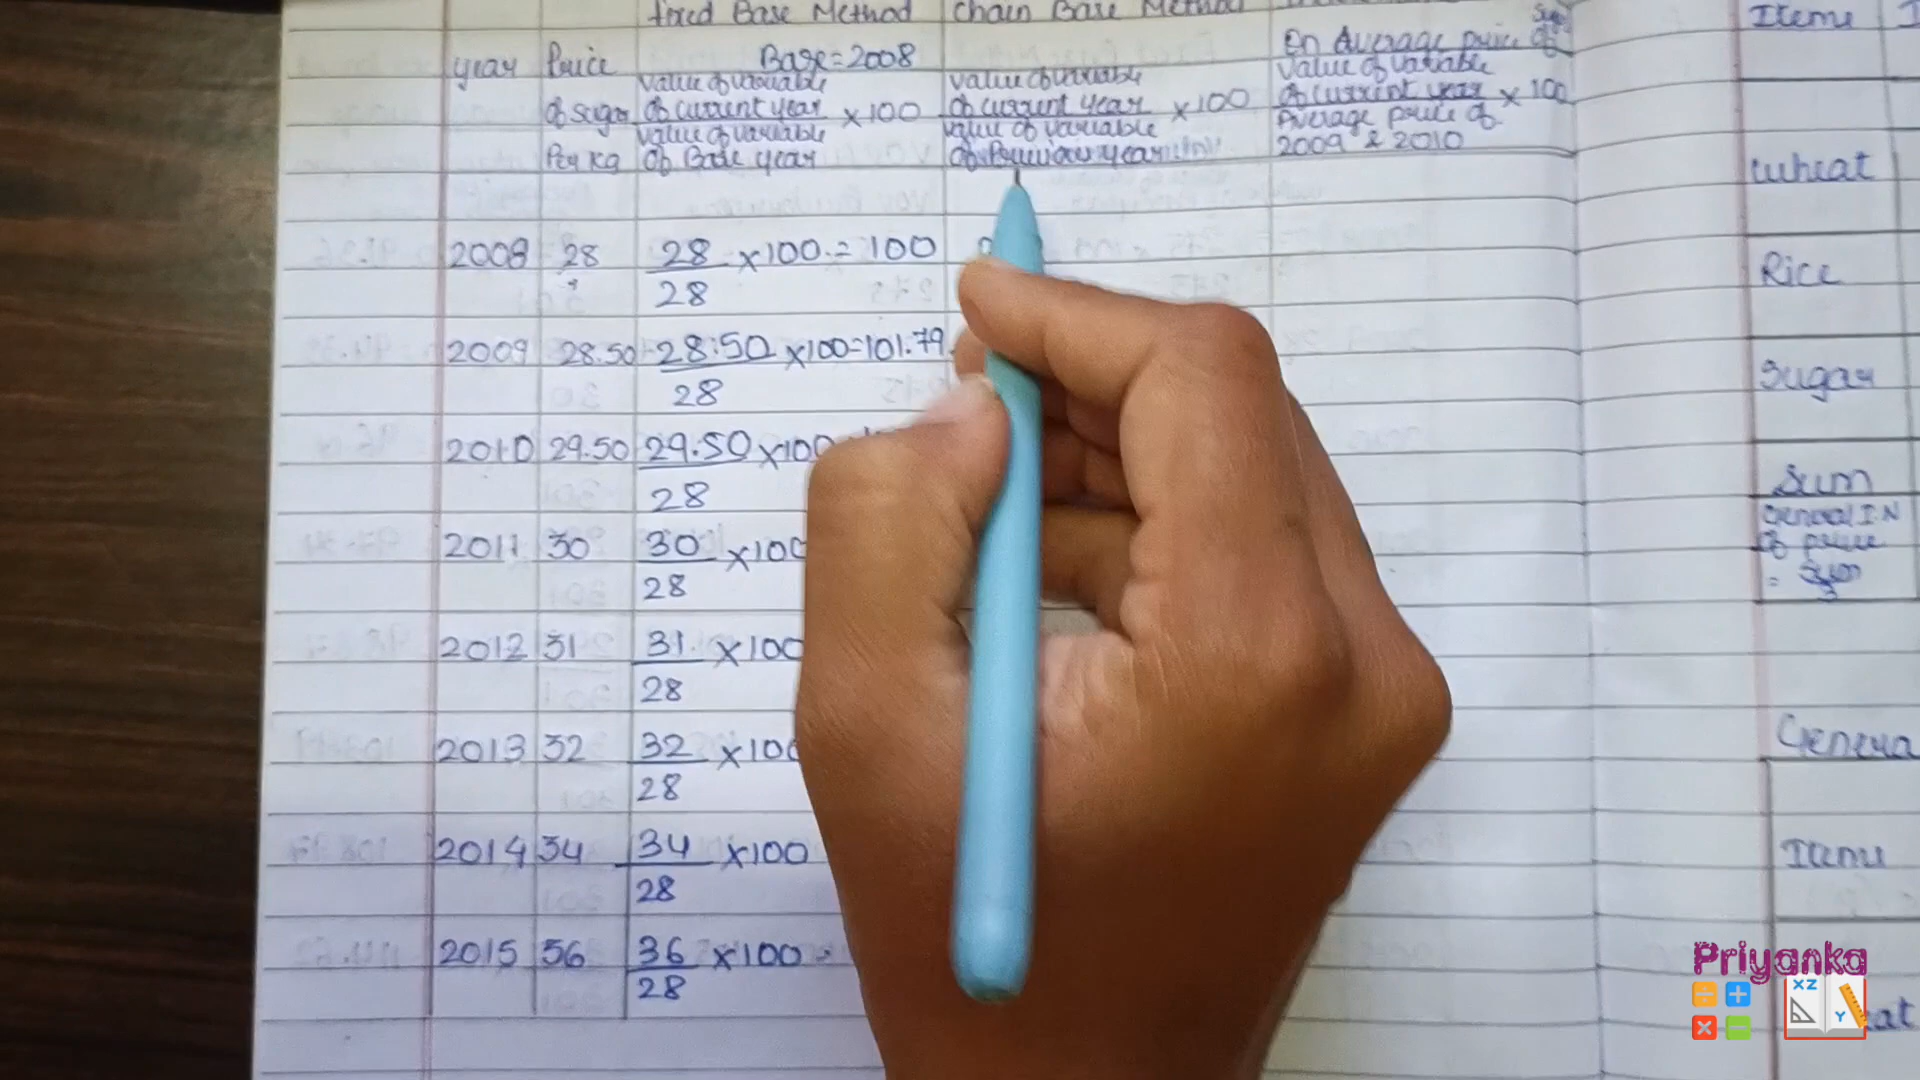 fixed Base Method Chain Base Method
year Price Base=2008
of sugar
Per Kg
value of variable
of current year × 100
value of variable
of Base year
value of variable
of current year × 100
value of variable
of Previous year
On Average price of
value of variable
of current year × 100
Average price of
2009 & 2010
2008 28 28 ×100 = 100
28
2009 28.50 28.50 ×100=101.79
28
2010 29.50 29.50 ×100
28
2011 30 30 ×100
28
2012 31 31 ×100
28
2013 32 32 ×100
28
2014 34 34 ×100
28
2015 36 36 ×100
28
Items
Wheat
Rice
Sugar
Sum
General I.N
of price
= Sum
3
Genera
Items
Priyanka
XZ
Y
eat